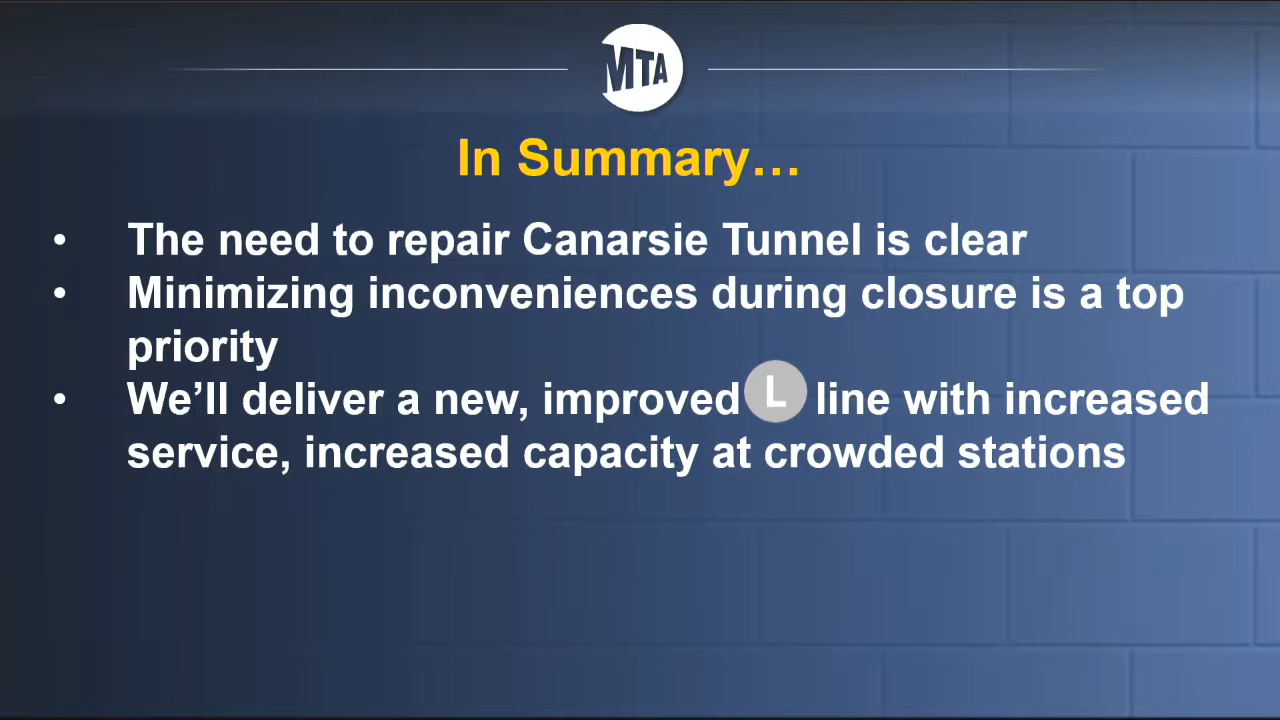 MTA
In Summary…
• The need to repair Canarsie Tunnel is clear
• Minimizing inconveniences during closure is a top
priority
• We’ll deliver a new, improved L line with increased
service, increased capacity at crowded stations